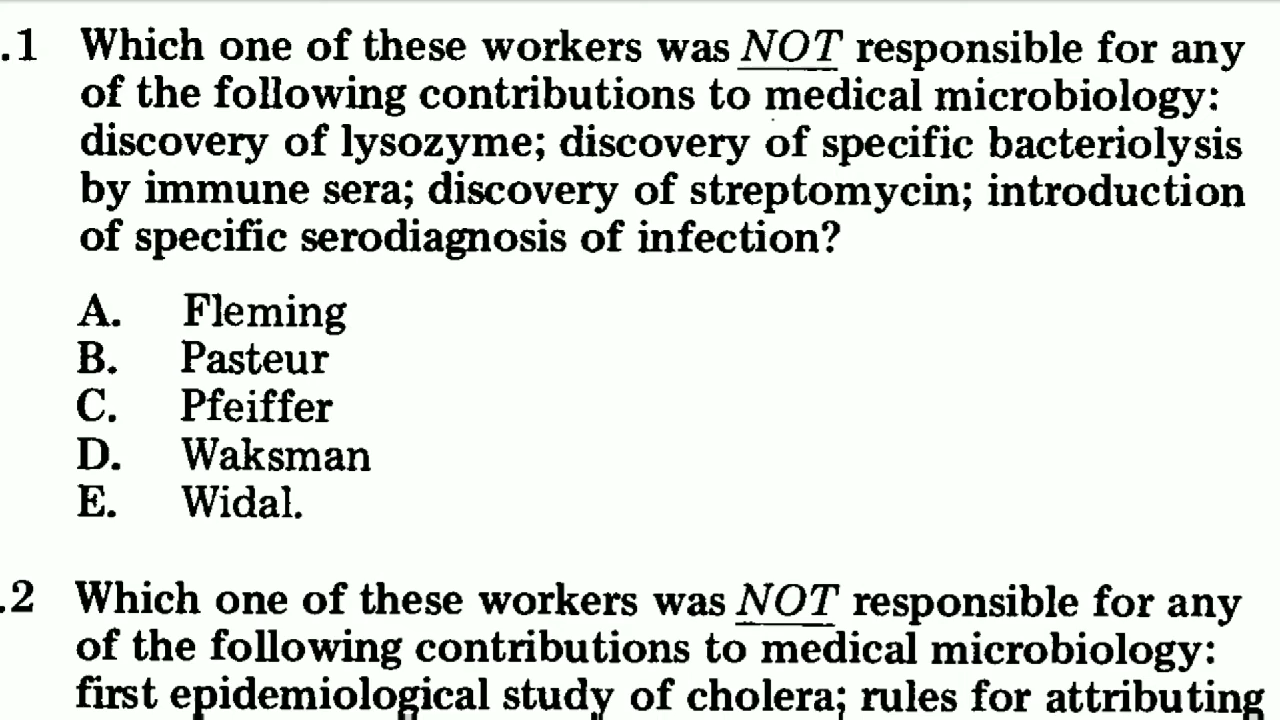 .1 Which one of these workers was NOT responsible for any
of the following contributions to medical microbiology:
discovery of lysozyme; discovery of specific bacteriolysis
by immune sera; discovery of streptomycin; introduction
of specific serodiagnosis of infection?
A. Fleming
B. Pasteur
C. Pfeiffer
D. Waksman
E. Widal.
.2 Which one of these workers was NOT responsible for any
of the following contributions to medical microbiology:
first epidemiological study of cholera; rules for attributing